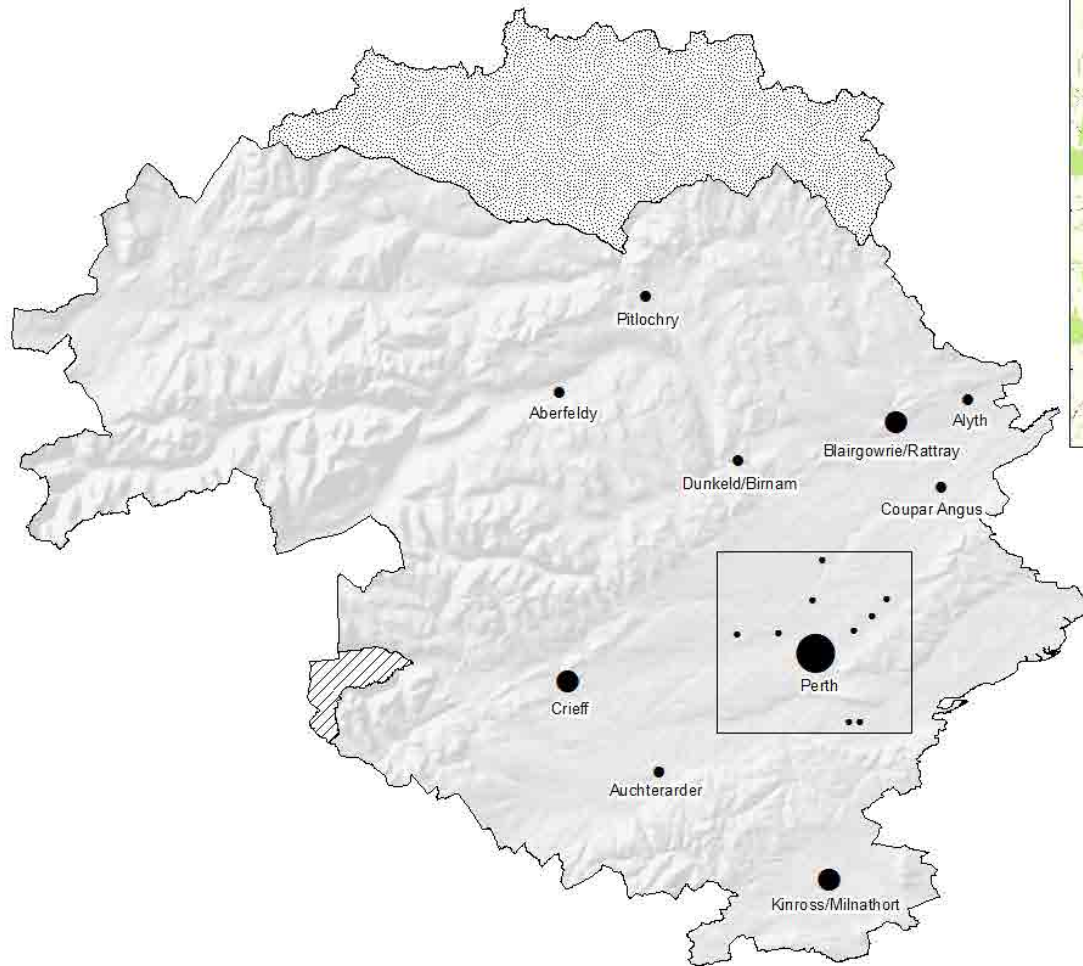 Pitlochry
Aberfeldy
Alyth
Blairgowrie/Rattray
Dunkeld/Birnam
Coupar Angus
Perth
Crieff
Auchterarder
Kinross/Milnathort